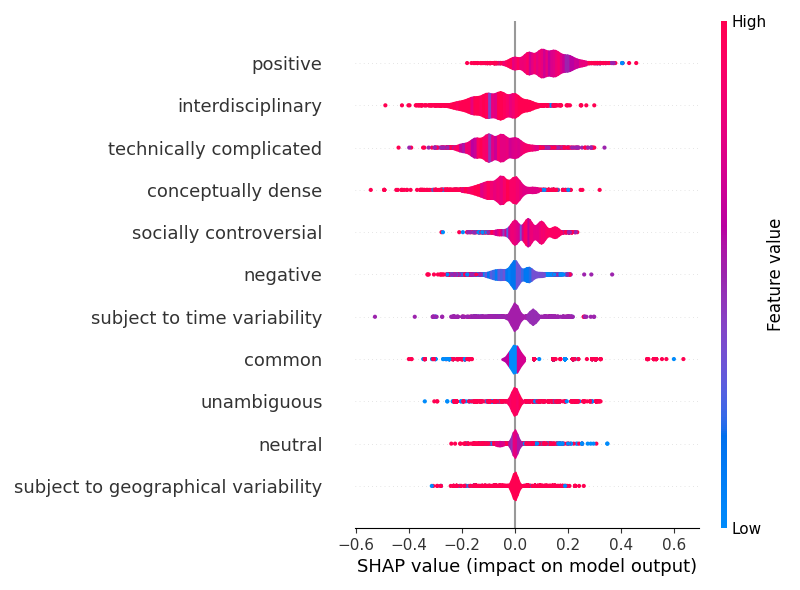 High
positive
interdisciplinary
technically complicated
conceptually dense
socially controversial
negative
subject to time variability
common
unambiguous
neutral
subject to geographical variability
Feature value
Low
−0.6 −0.4 −0.2 0.0 0.2 0.4 0.6
SHAP value (impact on model output)